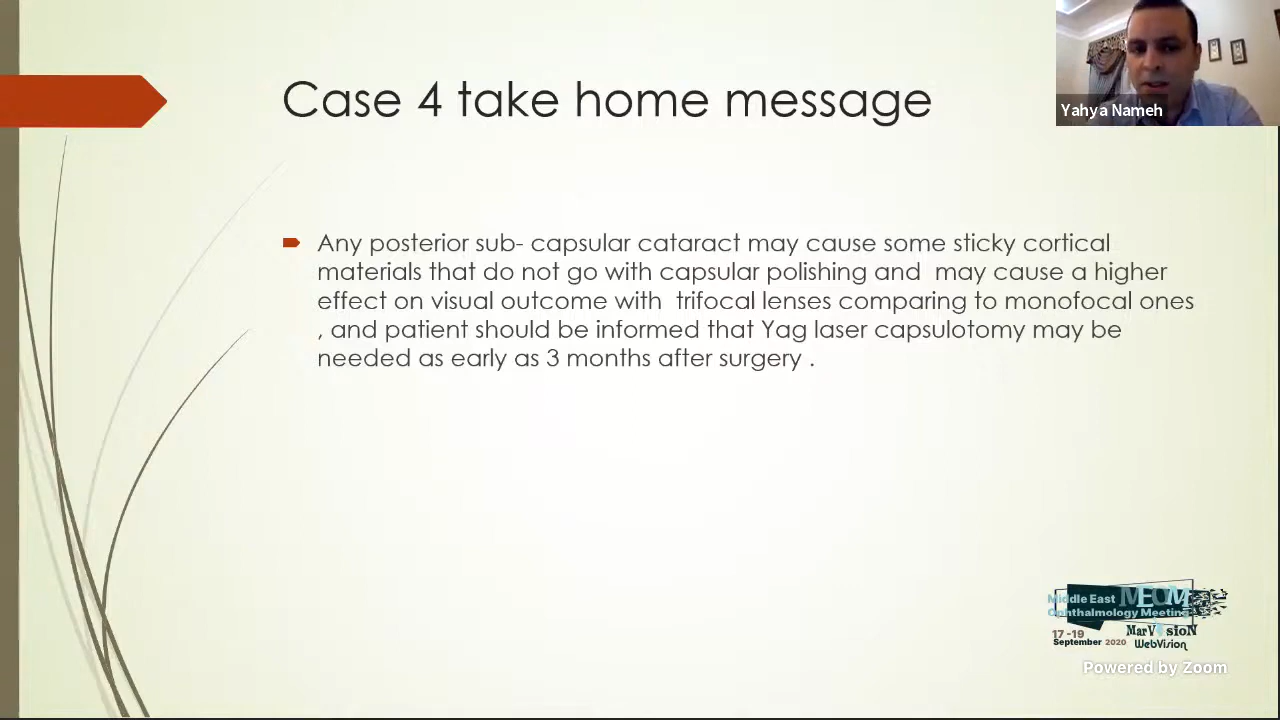 Case 4 take home message
Yahya Nameh
Any posterior sub- capsular cataract may cause some sticky cortical
materials that do not go with capsular polishing and  may cause a higher
effect on visual outcome with  trifocal lenses comparing to monofocal ones
, and patient should be informed that Yag laser capsulotomy may be
needed as early as 3 months after surgery .
Middle East MEOM
Ophthalmology Meeting
17-19
September 2020
MarVisioN
WebVision
Powered by Zoom